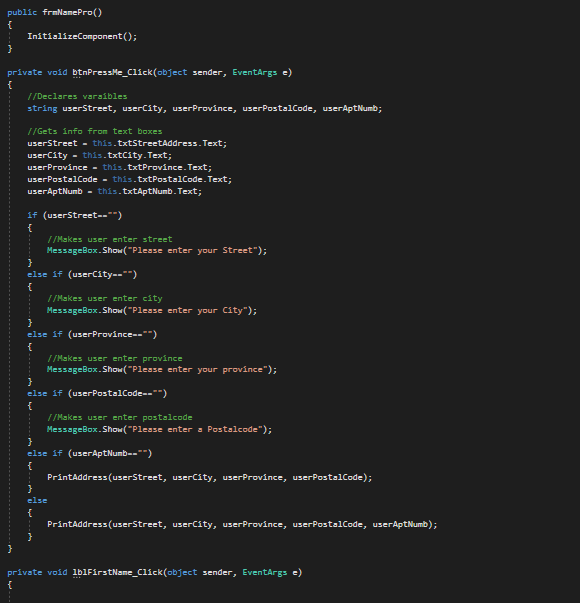 public frmNamePro()
{
InitializeComponent();
}
private void btnPressMe_Click(object sender, EventArgs e)
{
//Declares varaibles
string userStreet, userCity, userProvince, userPostalCode, userAptNumb;
//Gets info from text boxes
userStreet = this.txtStreetAddress.Text;
userCity = this.txtCity.Text;
userProvince = this.txtProvince.Text;
userPostalCode = this.txtPostalCode.Text;
userAptNumb = this.txtAptNumb.Text;
if (userStreet=="")
{
//Makes user enter street
MessageBox.Show("Please enter your Street");
}
else if (userCity=="")
{
//Makes user enter city
MessageBox.Show("Please enter your City");
}
else if (userProvince=="")
{
//Makes user enter province
MessageBox.Show("Please enter your province");
}
else if (userPostalCode=="")
{
//Makes user enter postalcode
MessageBox.Show("Please enter a Postalcode");
}
else if (userAptNumb=="")
{
PrintAddress(userStreet, userCity, userProvince, userPostalCode);
}
else
{
PrintAddress(userStreet, userCity, userProvince, userPostalCode, userAptNumb);
}
}
private void lblFirstName_Click(object sender, EventArgs e)
{